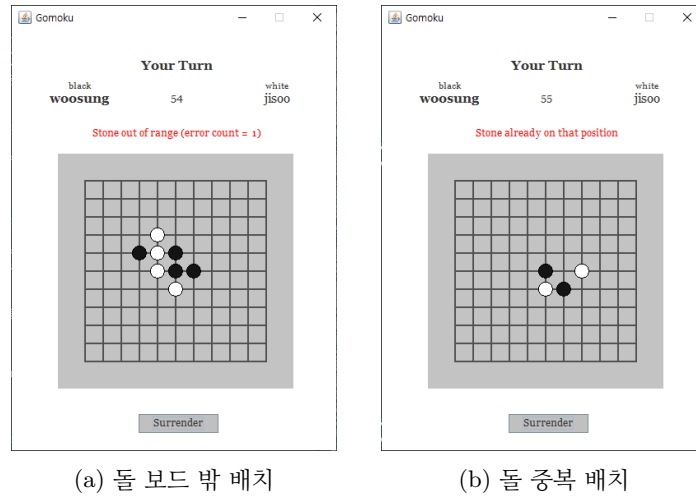 Gomoku
Your Turn
black white
woosung 54 jisoo
Stone out of range (error count = 1)
Surrender
(a) 돌 보드 밖 배치
Gomoku
Your Turn
black white
woosung 55 jisoo
Stone already on that position
Surrender
(b) 돌 중복 배치